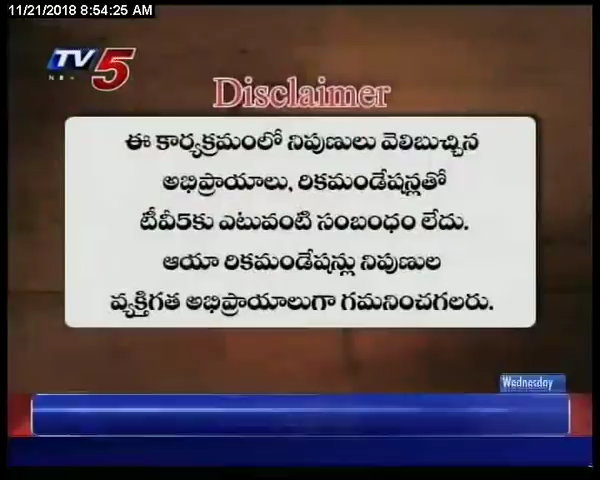 11/21/2018 8:54:25 AM
TV5
Disclaimer
ఈ కార్యక్రమంలో నిపుణులు వెలిబుచ్చిన
అభిప్రాయాలు, రికమండేషన్లతో
టీవీ5కు ఎటువంటి సంబంధం లేదు.
ఆయా రికమండేషన్లు నిపుణుల
వ్యక్తిగత అభిప్రాయాలుగా గమనించగలరు.
Wednesday